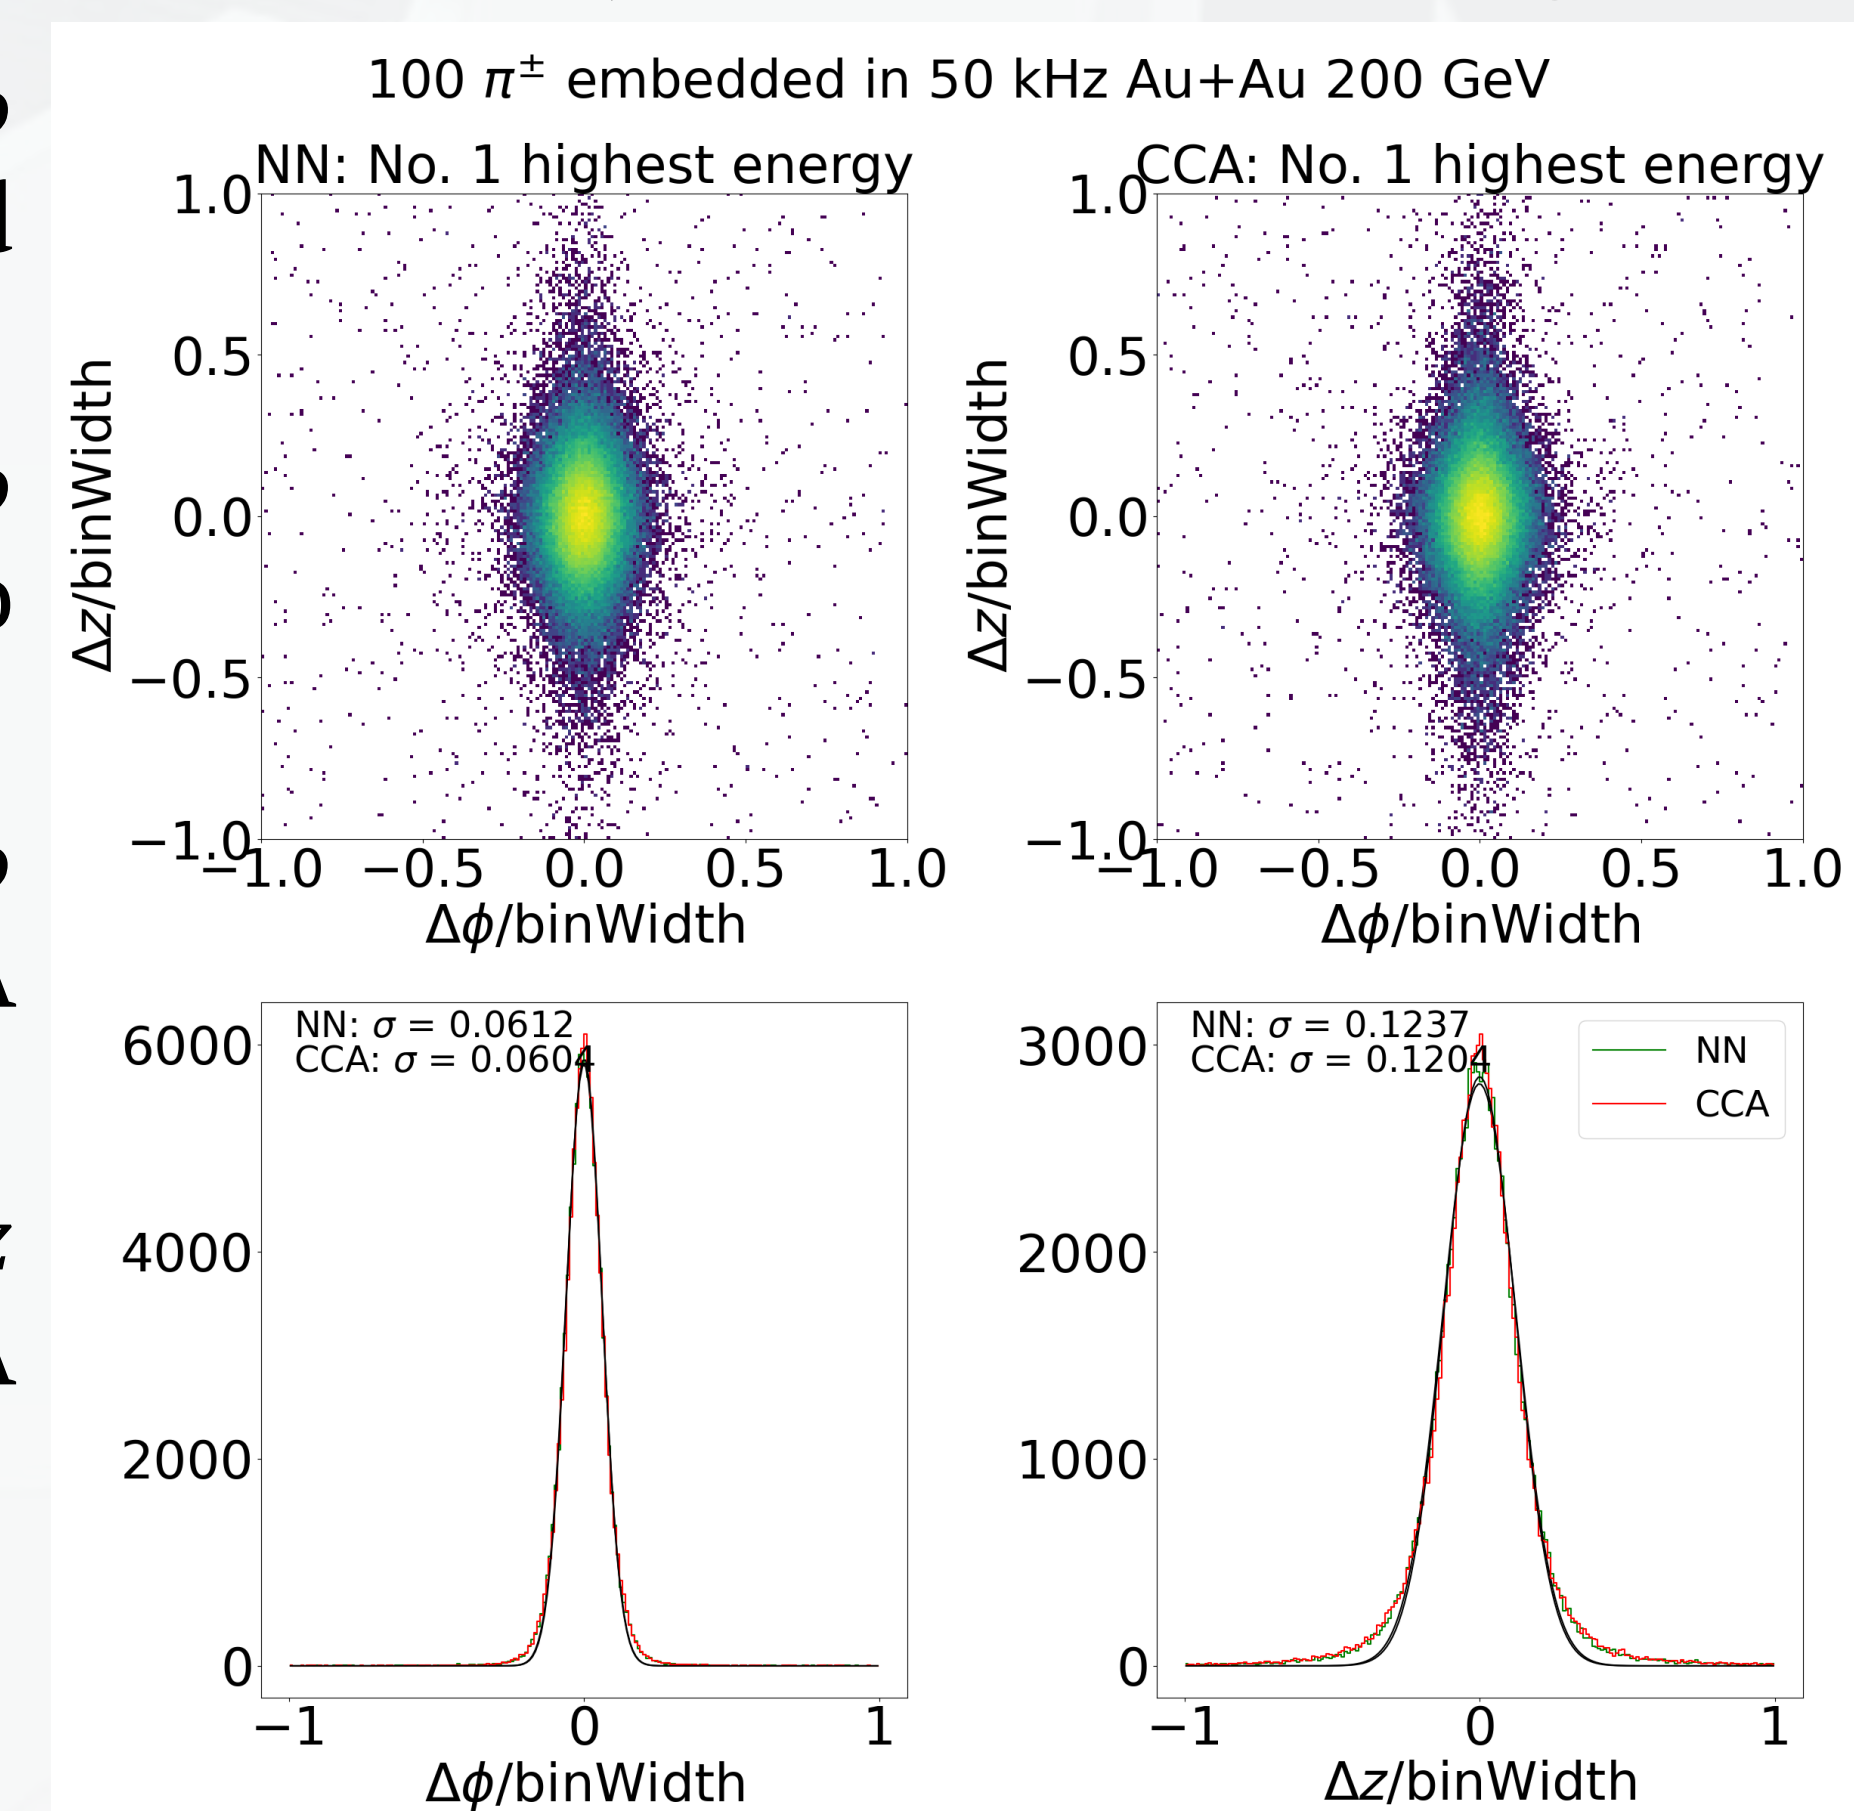 100 π± embedded in 50 kHz Au+Au 200 GeV
NN: No. 1 highest energy
1.0
0.5
0.0
−0.5
−1.0
Δz/binWidth
−1.0 −0.5 0.0 0.5 1.0
Δϕ/binWidth
CCA: No. 1 highest energy
1.0
0.5
0.0
−0.5
−1.0
Δz/binWidth
−1.0 −0.5 0.0 0.5 1.0
Δϕ/binWidth
NN: σ = 0.0612
CCA: σ = 0.0604
6000
4000
2000
0
−1 0 1
Δϕ/binWidth
NN: σ = 0.1237
CCA: σ = 0.1204
NN
CCA
3000
2000
1000
0
−1 0 1
Δz/binWidth